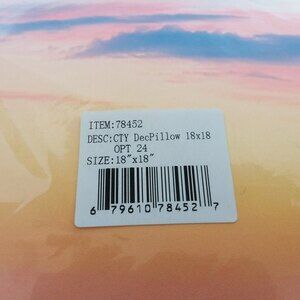 ITEM:78452
DESC:CTY DecPillow 18x18
OPT 24
SIZE:18"x18"
6 79610 78452 7